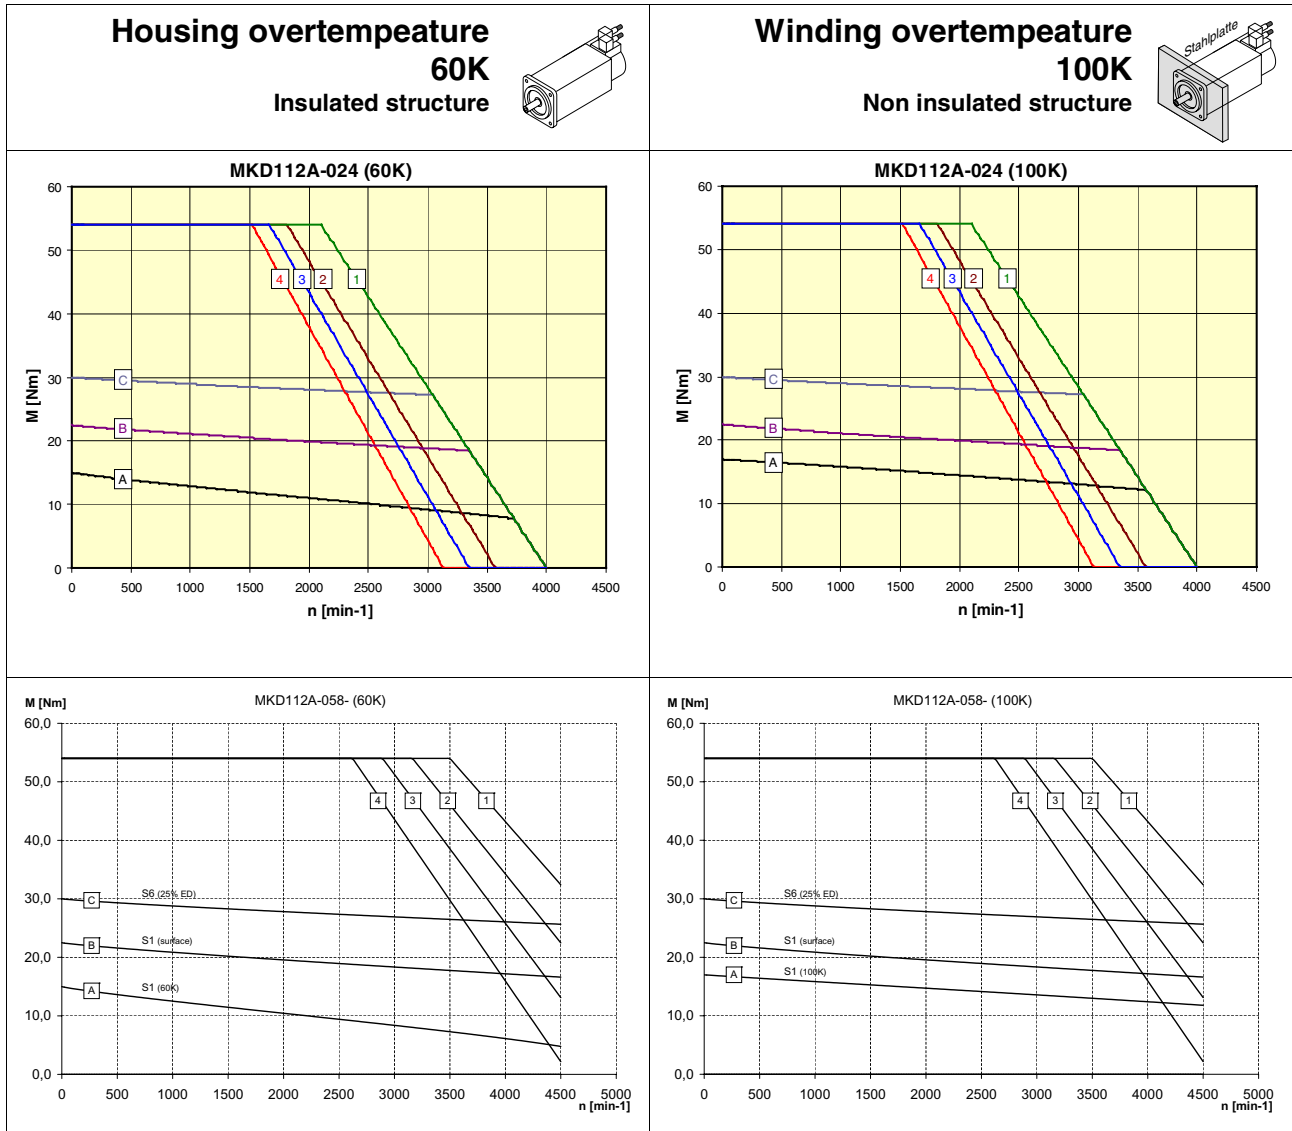 Housing overtempeature
60K
Insulated structure
Winding overtempeature
100K
Non insulated structure
Stahlplatte
MKD112A-024 (60K)
60
50
40
30
20
10
0
M [Nm]
4
3
2
1
C
B
A
0 500 1000 1500 2000 2500 3000 3500 4000 4500
n [min-1]
MKD112A-024 (100K)
60
50
40
30
20
10
0
M [Nm]
4
3
2
1
C
B
A
0 500 1000 1500 2000 2500 3000 3500 4000 4500
n [min-1]
M [Nm]
MKD112A-058- (60K)
60,0
50,0
40,0
30,0
20,0
10,0
0,0
4
3
2
1
C
S6 (25% ED)
B
S1 (surface)
A
S1 (60K)
0 500 1000 1500 2000 2500 3000 3500 4000 4500 5000
n [min-1]
M [Nm]
MKD112A-058- (100K)
60,0
50,0
40,0
30,0
20,0
10,0
0,0
4
3
2
1
C
S6 (25% ED)
B
S1 (surface)
A
S1 (100K)
0 500 1000 1500 2000 2500 3000 3500 4000 4500 5000
n [min-1]